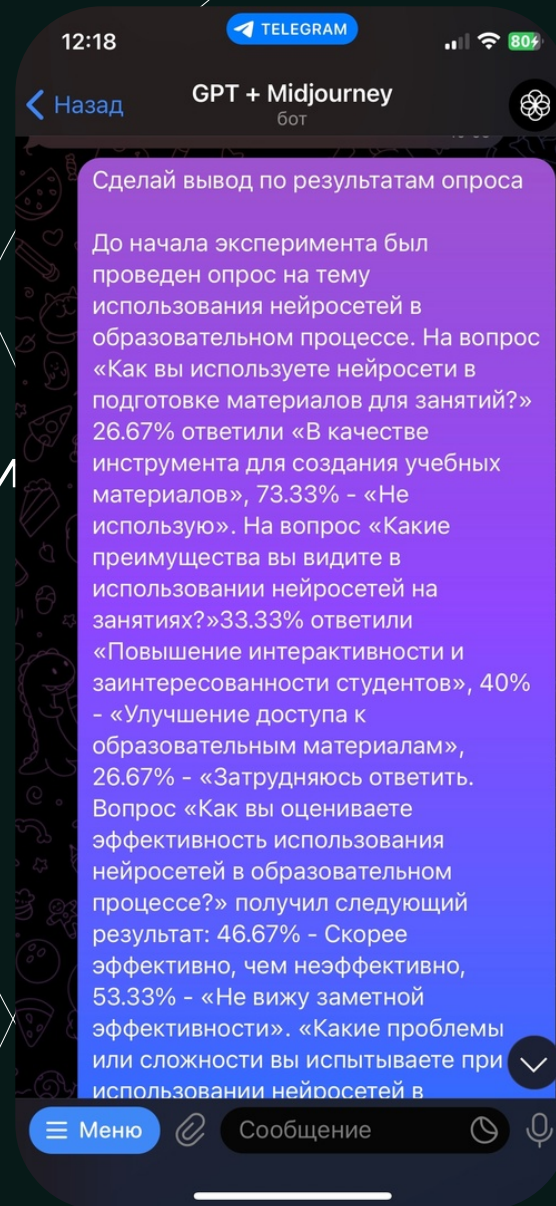 12:18
TELEGRAM
80
Назад
GPT + Midjourney
бот
Сделай вывод по результатам опроса
До начала эксперимента был
проведен опрос на тему
использования нейросетей в
образовательном процессе. На вопрос
«Как вы используете нейросети в
подготовке материалов для занятий?»
26.67% ответили «В качестве
инструмента для создания учебных
материалов», 73.33% - «Не
использую». На вопрос «Какие
преимущества вы видите в
использовании нейросетей на
занятиях?»33.33% ответили
«Повышение интерактивности и
заинтересованности студентов», 40%
- «Улучшение доступа к
образовательным материалам»,
26.67% - «Затрудняюсь ответить.
Вопрос «Как вы оцениваете
эффективность использования
нейросетей в образовательном
процессе?» получил следующий
результат: 46.67% - Скорее
эффективно, чем неэффективно,
53.33% - «Не вижу заметной
эффективности». «Какие проблемы
или сложности вы испытываете при
использовании нейросетей в
Меню
Сообщение